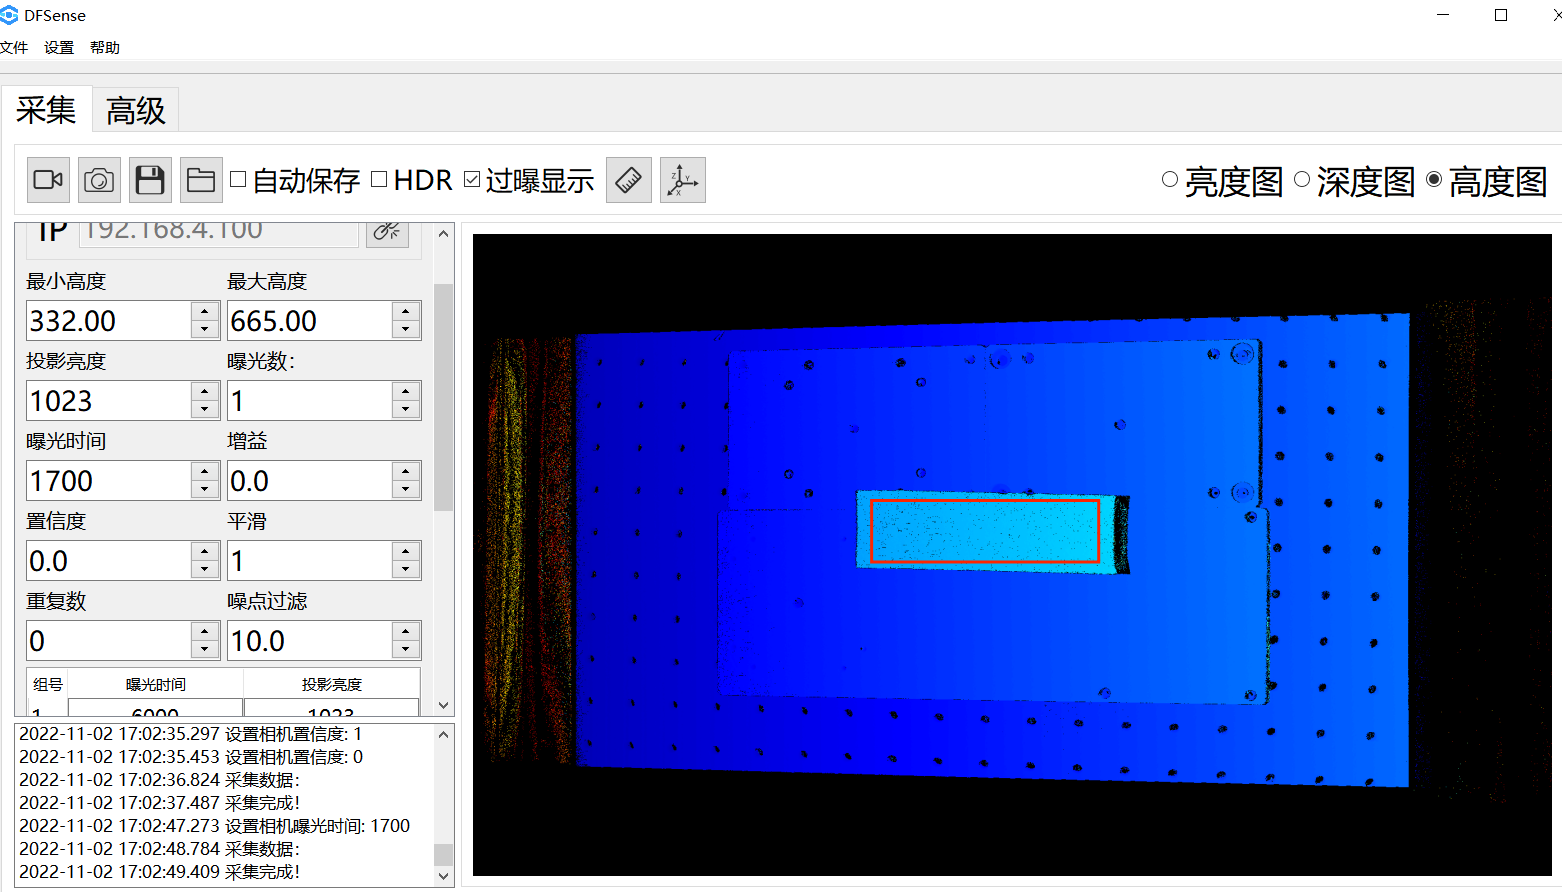 DFSense
文件 设置 帮助
采集 高级
自动保存 HDR 过曝显示 亮度图 深度图 高度图
IP 192.168.4.100
最小高度 最大高度
332.00 665.00
投影亮度 曝光数:
1023 1
曝光时间 增益
1700 0.0
置信度 平滑
0.0 1
重复数 噪点过滤
0 10.0
组号 曝光时间 投影亮度
1 6000 1023
2022-11-02 17:02:35.297 设置相机置信度: 1
2022-11-02 17:02:35.453 设置相机置信度: 0
2022-11-02 17:02:36.824 采集数据:
2022-11-02 17:02:37.487 采集完成!
2022-11-02 17:02:47.273 设置相机曝光时间: 1700
2022-11-02 17:02:48.784 采集数据:
2022-11-02 17:02:49.409 采集完成!